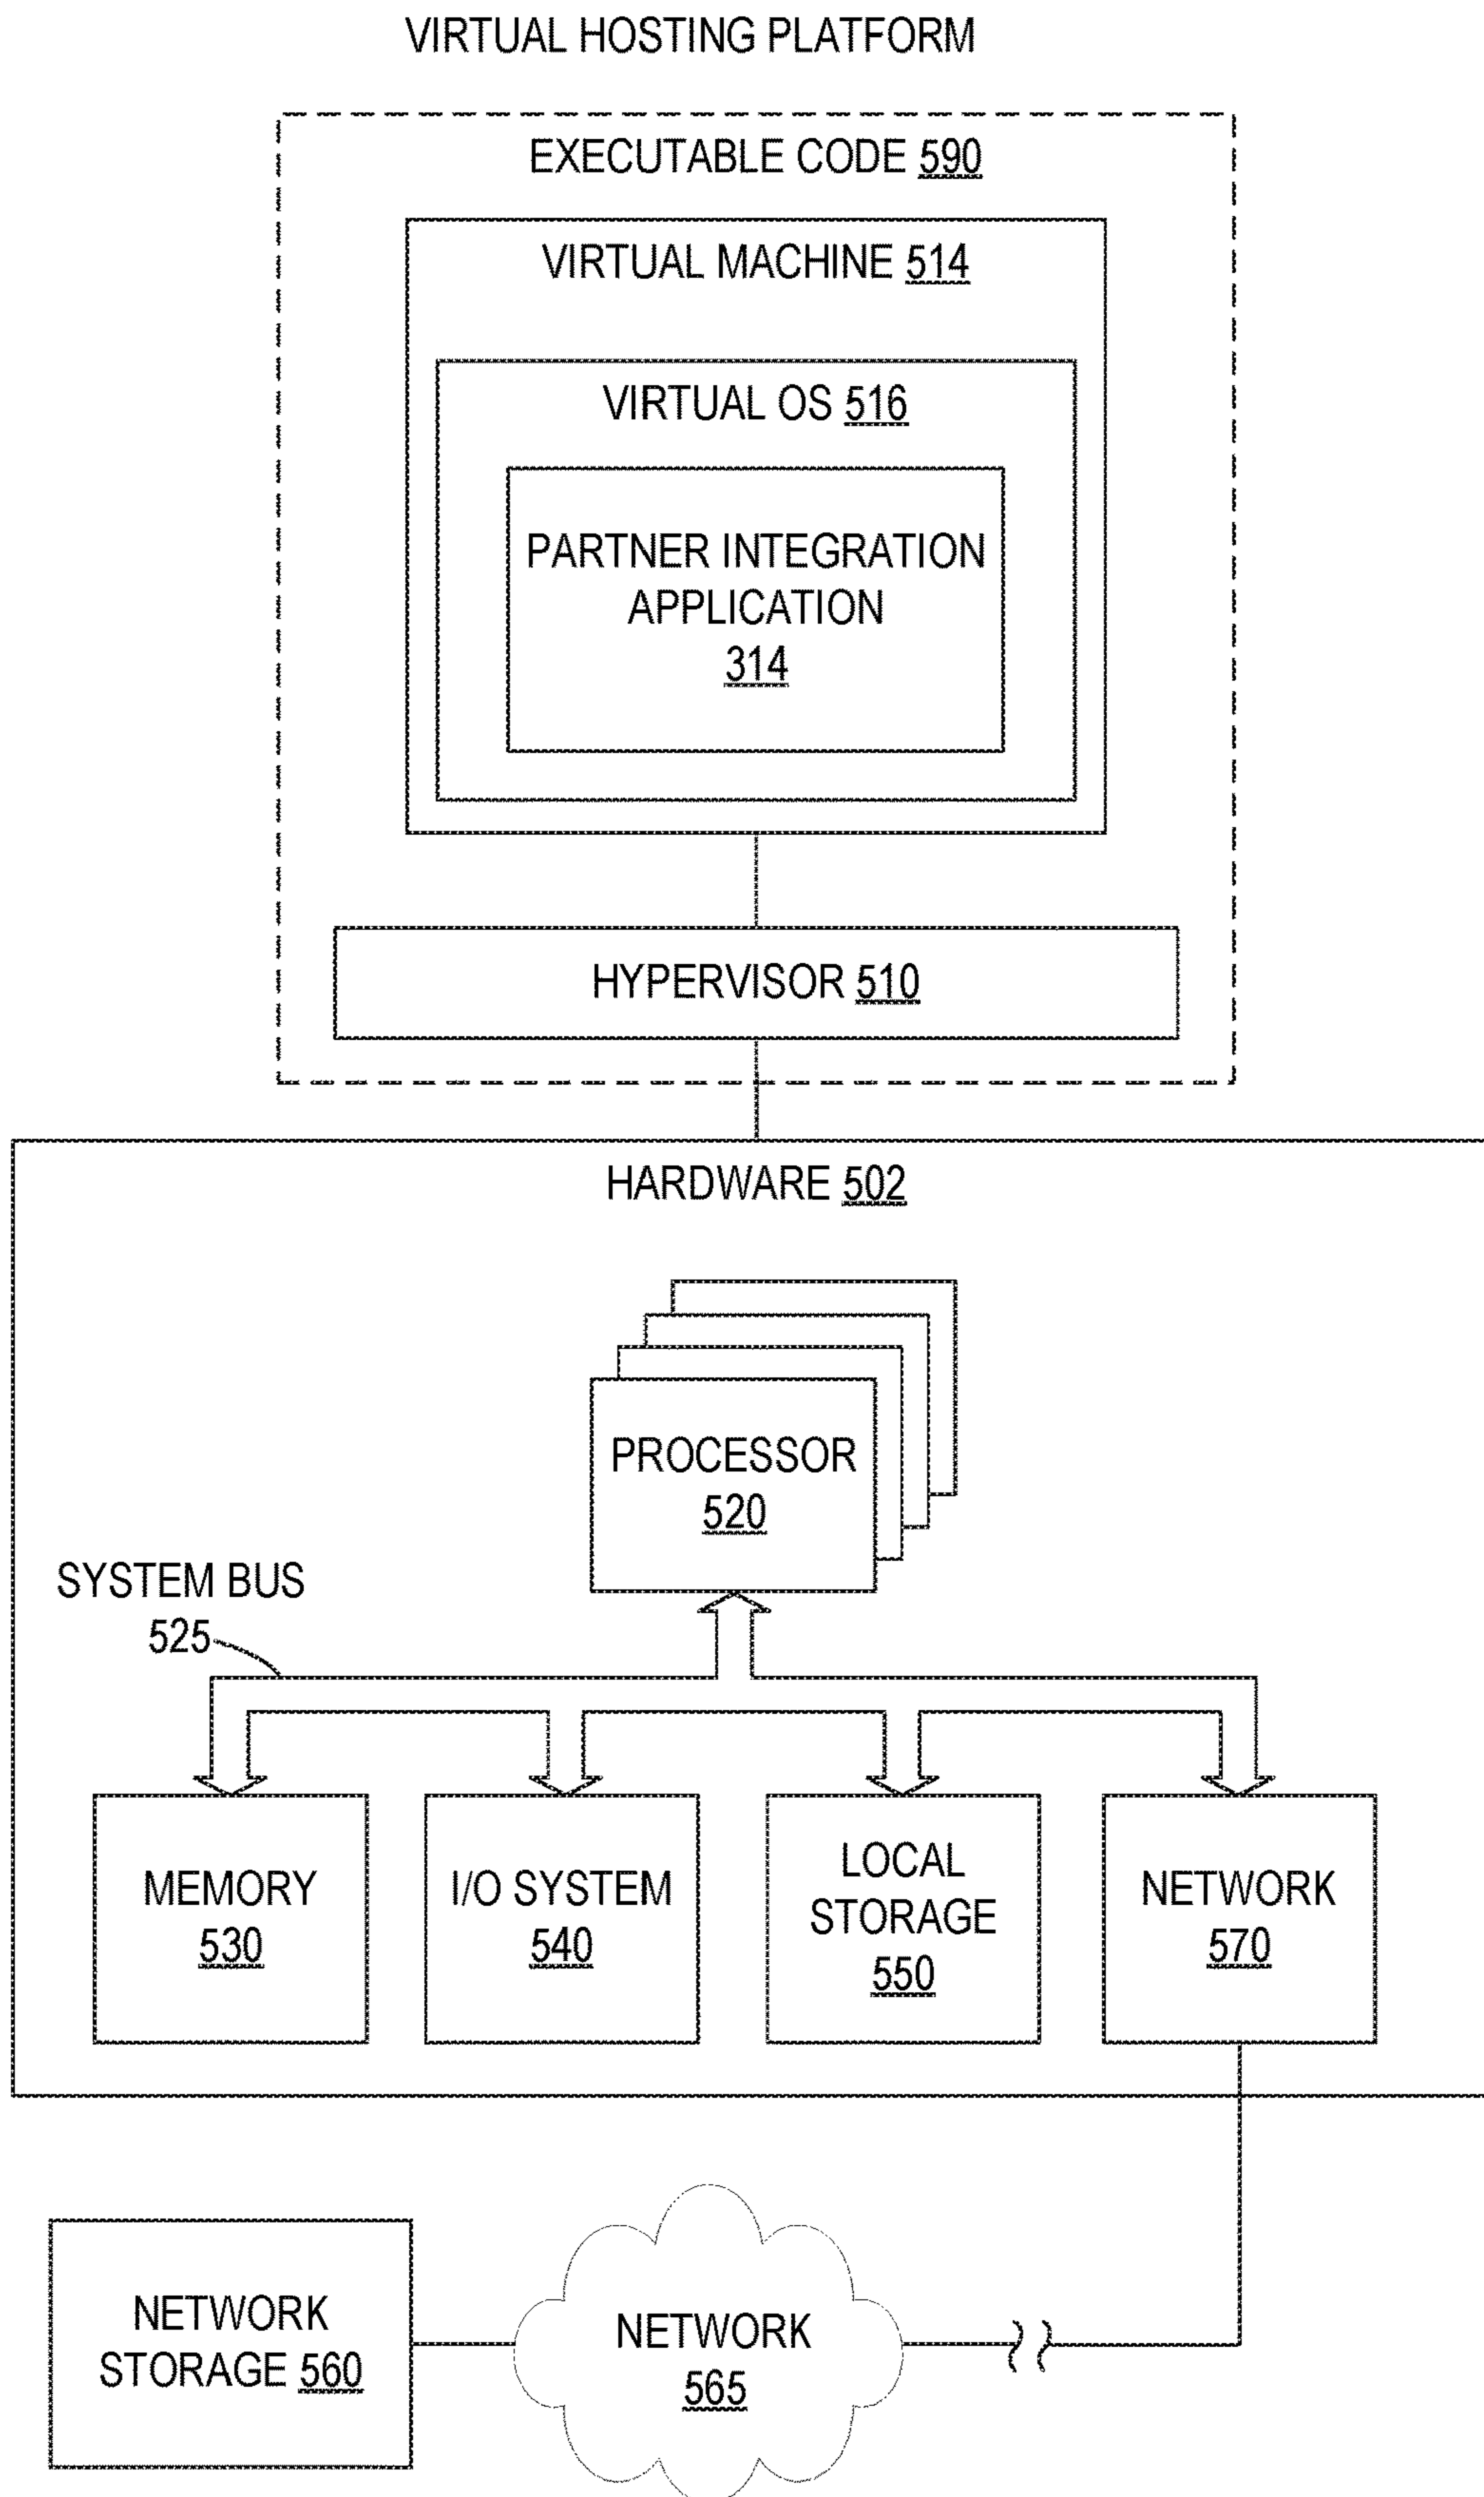 VIRTUAL HOSTING PLATFORM
EXECUTABLE CODE 590
VIRTUAL MACHINE 514
VIRTUAL OS 516
PARTNER INTEGRATION
APPLICATION
314
HYPERVISOR 510
HARDWARE 502
PROCESSOR
520
SYSTEM BUS
525
MEMORY
530
I/O SYSTEM
540
LOCAL
STORAGE
550
NETWORK
570
NETWORK
STORAGE 560
NETWORK
565